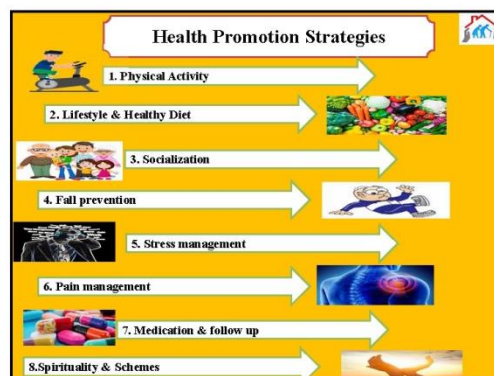 Health Promotion Strategies
1. Physical Activity
2. Lifestyle & Healthy Diet
3. Socialization
4. Fall prevention
5. Stress management
6. Pain management
7. Medication & follow up
8.Spirituality & Schemes